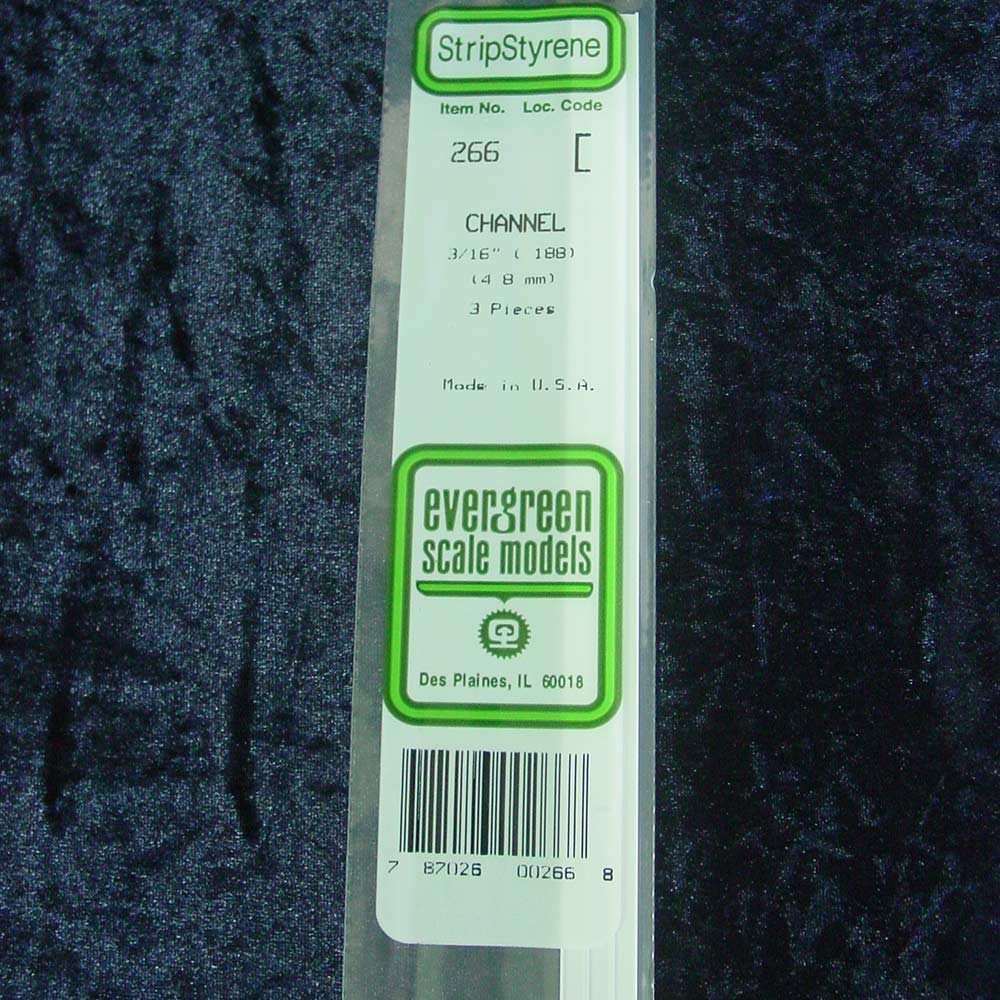 StripStyrene
Item No. Loc. Code
266 [
CHANNEL
3/16" ( 188)
(4 8 mm)
3 Pieces
Made in U.S.A.
evergreen
scale models
Des Plaines, IL 60018
7 87026 00266 8